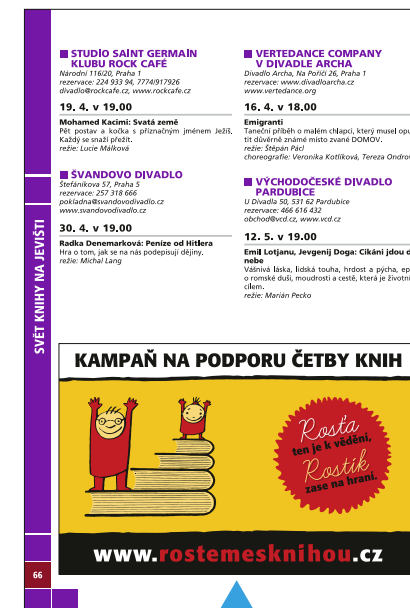 SVĚT KNIHY NA JEVIŠTI
STUDIO SAINT GERMAIN
KLUBU ROCK CAFÉ
Národní 116/20, Praha 1
rezervace: 224 933 94, 7774/917926
divadlo@rockcafe.cz, www.rockcafe.cz
19. 4. v 19.00
Mohamed Kacimi: Svatá země
Pět postav a kočka s příznačným jménem Ježíš.
Každý se snaží přežít.
režie: Lucie Málková
ŠVANDOVO DIVADLO
Štefánikova 57, Praha 5
rezervace: 257 318 666
pokladna@svandovodivadlo.cz
www.svandovodivadlo.cz
30. 4. v 19.00
Radka Denemarková: Peníze od Hitlera
Hra o tom, jak se na nás podepisují dějiny.
režie: Michal Lang
VERTEDANCE COMPANY
V DIVADLE ARCHA
Divadlo Archa, Na Poříčí 26, Praha 1
rezervace: www.divadloarcha.cz
www.vertedance.org
16. 4. v 18.00
Emigranti
Taneční příběh o malém chlapci, který musel opu
tit důvěrně známé místo zvané DOMOV.
režie: Štěpán Pácl
choreografie: Veronika Kotlíková, Tereza Ondrov
VÝCHODOČESKÉ DIVADLO
PARDUBICE
U Divadla 50, 531 62 Pardubice
rezervace: 466 616 432
obchod@vcd.cz, www.vcd.cz
12. 5. v 19.00
Emil Lotjanu, Jevgenij Doga: Cikáni jdou d
nebe
Vášnivá láska, lidská touha, hrdost a pýcha, ep
o romské duši, moudrosti a cestě, která je životní
cílem.
režie: Marián Pecko
KAMPAŇ NA PODPORU ČETBY KNIH
Rosťa
ten je k vědění,
Rostík
zase na hraní.
www.rostemesknihou.cz
66